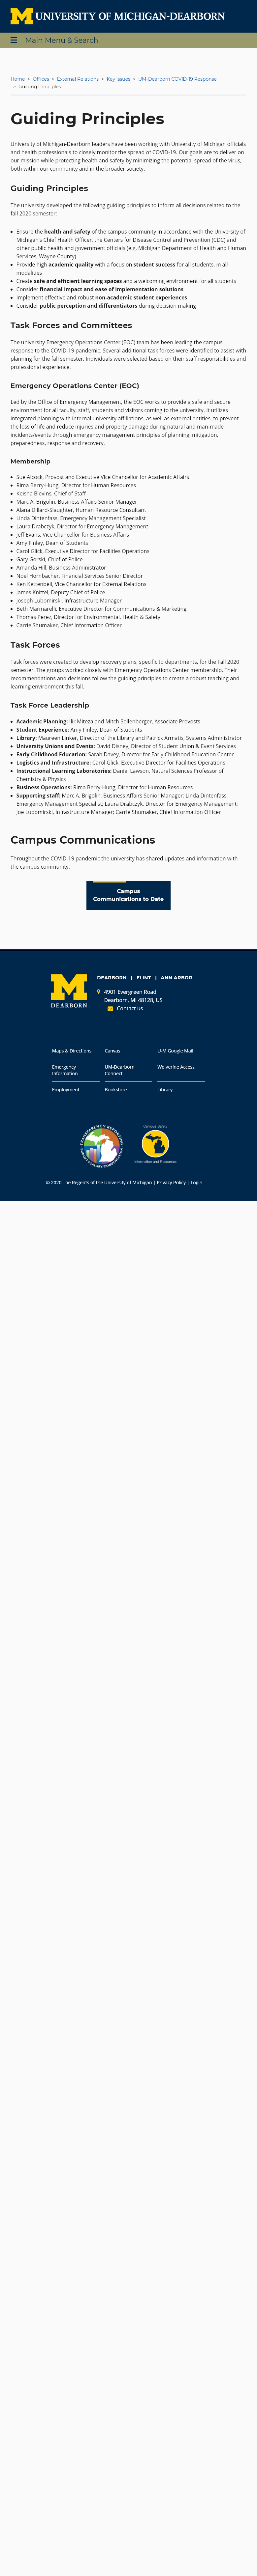 M UNIVERSITY OF MICHIGAN-DEARBORN
Main Menu & Search
Home > Offices > External Relations > Key Issues > UM-Dearborn COVID-19 Response
> Guiding Principles
Guiding Principles
University of Michigan-Dearborn leaders have been working with University of Michigan officials
and health professionals to closely monitor the spread of COVID-19. Our goals are to deliver on
our mission while protecting health and safety by minimizing the potential spread of the virus,
both within our community and in the broader society.
Guiding Principles
The university developed the following guiding principles to inform all decisions related to the
fall 2020 semester:
Ensure the health and safety of the campus community in accordance with the University of
Michigan's Chief Health Officer, the Centers for Disease Control and Prevention (CDC) and
other public health and government officials (e.g. Michigan Department of Health and Human
Services, Wayne County)
Provide high academic quality with a focus on student success for all students, in all
modalities
Create safe and efficient learning spaces and a welcoming environment for all students
Consider financial impact and ease of implementation solutions
Implement effective and robust non-academic student experiences
Consider public perception and differentiators during decision making
Task Forces and Committees
The university Emergency Operations Center (EOC) team has been leading the campus
response to the COVID-19 pandemic. Several additional task forces were identified to assist with
planning for the fall semester. Individuals were selected based on their staff responsibilities and
professional experience.
Emergency Operations Center (EOC)
Led by the Office of Emergency Management, the EOC works to provide a safe and secure
environment for all faculty, staff, students and visitors coming to the university. It utilizes
integrated planning with internal university affiliations, as well as external entities, to prevent
the loss of life and reduce injuries and property damage during natural and man-made
incidents/events through emergency management principles of planning, mitigation,
preparedness, response and recovery.
Membership
Sue Alcock, Provost and Executive Vice Chancellor for Academic Affairs
Rima Berry-Hung, Director for Human Resources
Keisha Blevins, Chief of Staff
Marc A. Brigolin, Business Affairs Senior Manager
Alana Dillard-Slaughter, Human Resource Consultant
Linda Dintenfass, Emergency Management Specialist
Laura Drabczyk, Director for Emergency Management
Jeff Evans, Vice Chancellor for Business Affairs
Amy Finley, Dean of Students
Carol Glick, Executive Director for Facilities Operations
Gary Gorski, Chief of Police
Amanda Hill, Business Administrator
Noel Hornbacher, Financial Services Senior Director
Ken Kettenbeil, Vice Chancellor for External Relations
James Knittel, Deputy Chief of Police
Joseph Lubomirski, Infrastructure Manager
Beth Marmarelli, Executive Director for Communications & Marketing
Thomas Perez, Director for Environmental, Health & Safety
Carrie Shumaker, Chief Information Officer
Task Forces
Task forces were created to develop recovery plans, specific to departments, for the Fall 2020
semester. The groups worked closely with Emergency Operations Center membership. Their
recommendations and decisions follow the guiding principles to create a robust teaching and
learning environment this fall.
Task Force Leadership
Academic Planning: Ilir Miteza and Mitch Sollenberger, Associate Provosts
Student Experience: Amy Finley, Dean of Students
Library: Maureen Linker, Director of the Library and Patrick Armatis, Systems Administrator
University Unions and Events: David Disney, Director of Student Union & Event Services
Early Childhood Education: Sarah Davey, Director for Early Childhood Education Center
Logistics and Infrastructure: Carol Glick, Executive Director for Facilities Operations
Instructional Learning Laboratories: Daniel Lawson, Natural Sciences Professor of
Chemistry & Physics
Business Operations: Rima Berry-Hung, Director for Human Resources
Supporting staff: Marc A. Brigolin, Business Affairs Senior Manager; Linda Dintenfass,
Emergency Management Specialist; Laura Drabczyk, Director for Emergency Management;
Joe Lubomirski, Infrastructure Manager; Carrie Shumaker, Chief Information Officer
Campus Communications
Throughout the COVID-19 pandemic the university has shared updates and information with
the campus community.
Campus
Communications to Date
M
DEARBORN
DEARBORN | FLINT | ANN ARBOR
4901 Evergreen Road
Dearborn, MI 48128, US
Contact us
Maps & Directions Canvas U-M Google Mail
Emergency
Information
UM-Dearborn
Connect
Wolverine Access
Employment Bookstore Library
TRANSPARENCY REPORTING
Campus Safety
M
Information and Resources
© 2020 The Regents of the University of Michigan | Privacy Policy | Login